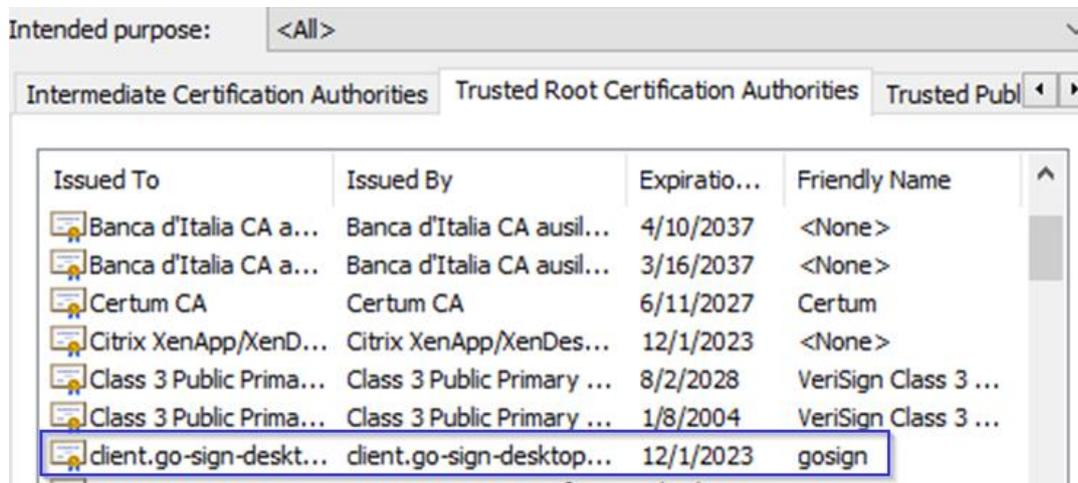 Intended purpose: <All>
Intermediate Certification Authorities Trusted Root Certification Authorities Trusted Publ
Issued To Issued By Expiratio... Friendly Name
Banca d'Italia CA a... Banca d'Italia CA ausil... 4/10/2037 <None>
Banca d'Italia CA a... Banca d'Italia CA ausil... 3/16/2037 <None>
Certum CA Certum CA 6/11/2027 Certum
Citrix XenApp/XenD... Citrix XenApp/XenDes... 12/1/2023 <None>
Class 3 Public Prima... Class 3 Public Primary ... 8/2/2028 VeriSign Class 3 ...
Class 3 Public Prima... Class 3 Public Primary ... 1/8/2004 VeriSign Class 3 ...
client.go-sign-deskt... client.go-sign-desktop... 12/1/2023 gosign